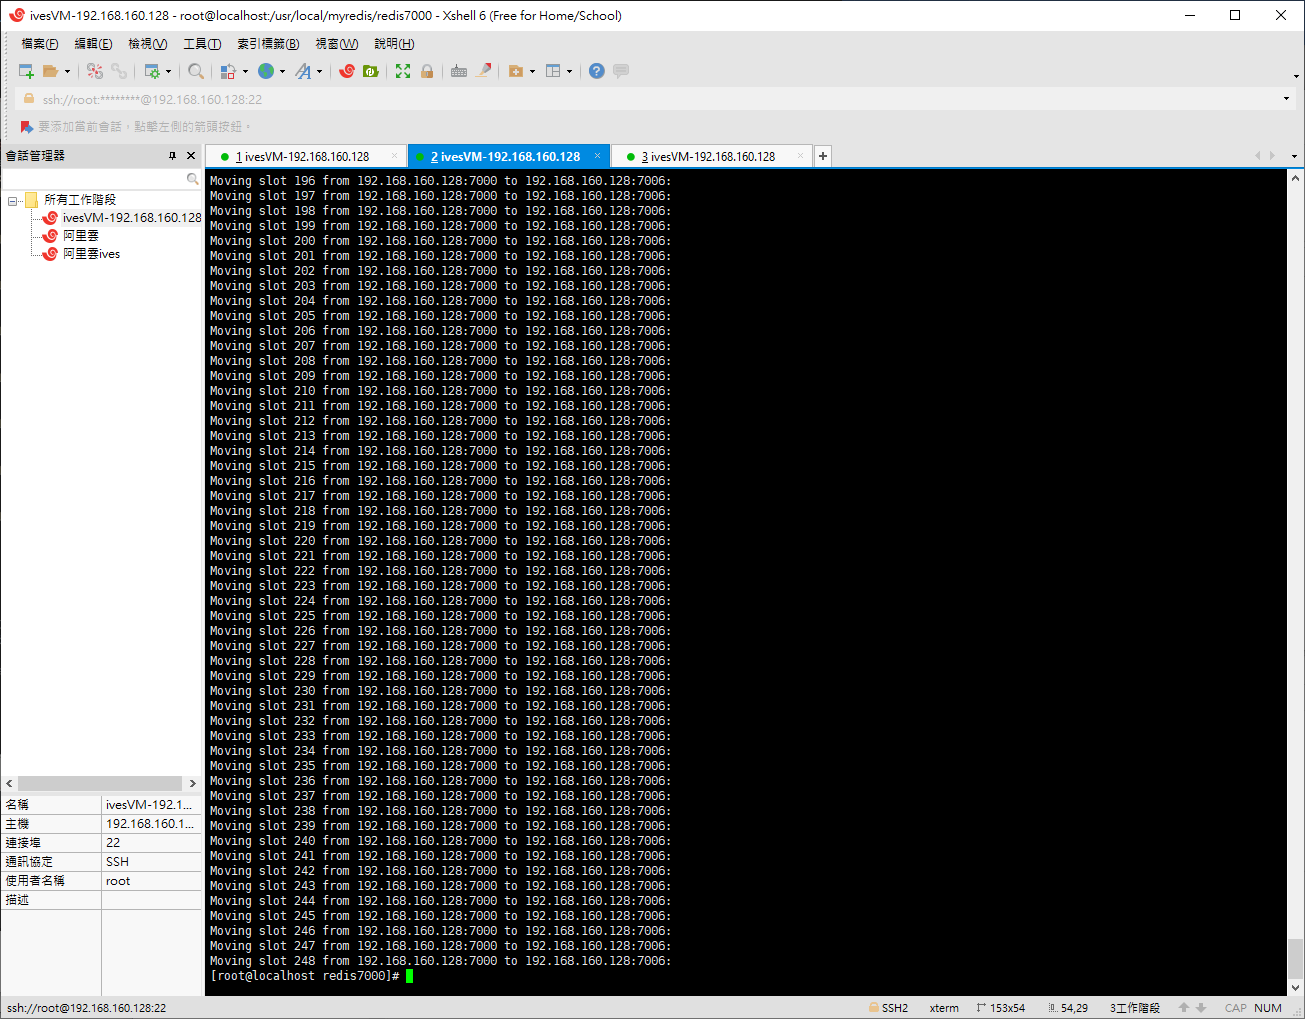 ivesVM-192.168.160.128 - root@localhost:/usr/local/myredis/redis7000 - Xshell 6 (Free for Home/School)
檔案(F) 編輯(E) 檢視(V) 工具(T) 索引標籤(B) 視窗(W) 說明(H)
ssh://root:********@192.168.160.128:22
要添加當前會話，點擊左側的箭頭按鈕。
會話管理器
1 ivesVM-192.168.160.128
2 ivesVM-192.168.160.128
3 ivesVM-192.168.160.128
所有工作階段
ivesVM-192.168.160.128
阿里雲
阿里雲ives
名稱 ivesVM-192.1...
主機 192.168.160.1...
連接埠 22
通訊協定 SSH
使用者名稱 root
描述
Moving slot 196 from 192.168.160.128:7000 to 192.168.160.128:7006:
Moving slot 197 from 192.168.160.128:7000 to 192.168.160.128:7006:
Moving slot 198 from 192.168.160.128:7000 to 192.168.160.128:7006:
Moving slot 199 from 192.168.160.128:7000 to 192.168.160.128:7006:
Moving slot 200 from 192.168.160.128:7000 to 192.168.160.128:7006:
Moving slot 201 from 192.168.160.128:7000 to 192.168.160.128:7006:
Moving slot 202 from 192.168.160.128:7000 to 192.168.160.128:7006:
Moving slot 203 from 192.168.160.128:7000 to 192.168.160.128:7006:
Moving slot 204 from 192.168.160.128:7000 to 192.168.160.128:7006:
Moving slot 205 from 192.168.160.128:7000 to 192.168.160.128:7006:
Moving slot 206 from 192.168.160.128:7000 to 192.168.160.128:7006:
Moving slot 207 from 192.168.160.128:7000 to 192.168.160.128:7006:
Moving slot 208 from 192.168.160.128:7000 to 192.168.160.128:7006:
Moving slot 209 from 192.168.160.128:7000 to 192.168.160.128:7006:
Moving slot 210 from 192.168.160.128:7000 to 192.168.160.128:7006:
Moving slot 211 from 192.168.160.128:7000 to 192.168.160.128:7006:
Moving slot 212 from 192.168.160.128:7000 to 192.168.160.128:7006:
Moving slot 213 from 192.168.160.128:7000 to 192.168.160.128:7006:
Moving slot 214 from 192.168.160.128:7000 to 192.168.160.128:7006:
Moving slot 215 from 192.168.160.128:7000 to 192.168.160.128:7006:
Moving slot 216 from 192.168.160.128:7000 to 192.168.160.128:7006:
Moving slot 217 from 192.168.160.128:7000 to 192.168.160.128:7006:
Moving slot 218 from 192.168.160.128:7000 to 192.168.160.128:7006:
Moving slot 219 from 192.168.160.128:7000 to 192.168.160.128:7006:
Moving slot 220 from 192.168.160.128:7000 to 192.168.160.128:7006:
Moving slot 221 from 192.168.160.128:7000 to 192.168.160.128:7006:
Moving slot 222 from 192.168.160.128:7000 to 192.168.160.128:7006:
Moving slot 223 from 192.168.160.128:7000 to 192.168.160.128:7006:
Moving slot 224 from 192.168.160.128:7000 to 192.168.160.128:7006:
Moving slot 225 from 192.168.160.128:7000 to 192.168.160.128:7006:
Moving slot 226 from 192.168.160.128:7000 to 192.168.160.128:7006:
Moving slot 227 from 192.168.160.128:7000 to 192.168.160.128:7006:
Moving slot 228 from 192.168.160.128:7000 to 192.168.160.128:7006:
Moving slot 229 from 192.168.160.128:7000 to 192.168.160.128:7006:
Moving slot 230 from 192.168.160.128:7000 to 192.168.160.128:7006:
Moving slot 231 from 192.168.160.128:7000 to 192.168.160.128:7006:
Moving slot 232 from 192.168.160.128:7000 to 192.168.160.128:7006:
Moving slot 233 from 192.168.160.128:7000 to 192.168.160.128:7006:
Moving slot 234 from 192.168.160.128:7000 to 192.168.160.128:7006:
Moving slot 235 from 192.168.160.128:7000 to 192.168.160.128:7006:
Moving slot 236 from 192.168.160.128:7000 to 192.168.160.128:7006:
Moving slot 237 from 192.168.160.128:7000 to 192.168.160.128:7006:
Moving slot 238 from 192.168.160.128:7000 to 192.168.160.128:7006:
Moving slot 239 from 192.168.160.128:7000 to 192.168.160.128:7006:
Moving slot 240 from 192.168.160.128:7000 to 192.168.160.128:7006:
Moving slot 241 from 192.168.160.128:7000 to 192.168.160.128:7006:
Moving slot 242 from 192.168.160.128:7000 to 192.168.160.128:7006:
Moving slot 243 from 192.168.160.128:7000 to 192.168.160.128:7006:
Moving slot 244 from 192.168.160.128:7000 to 192.168.160.128:7006:
Moving slot 245 from 192.168.160.128:7000 to 192.168.160.128:7006:
Moving slot 246 from 192.168.160.128:7000 to 192.168.160.128:7006:
Moving slot 247 from 192.168.160.128:7000 to 192.168.160.128:7006:
Moving slot 248 from 192.168.160.128:7000 to 192.168.160.128:7006:
[root@localhost redis7000]#
ssh://root@192.168.160.128:22 SSH2 xterm 153x54 54,29 3工作階段 CAP NUM